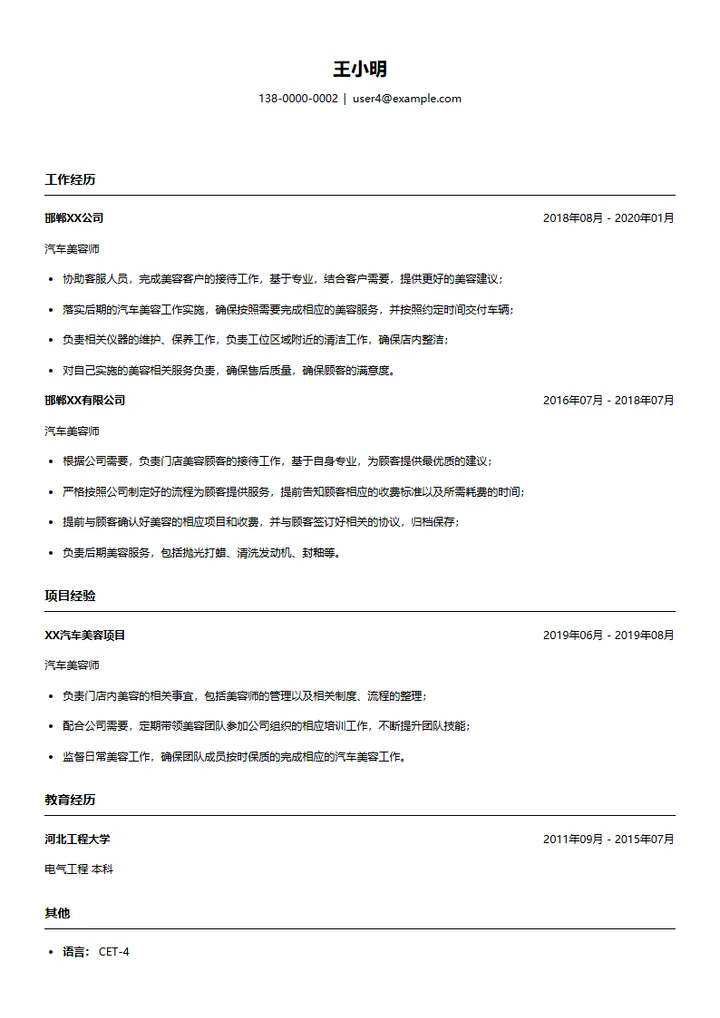 王小明
138-0000-0002 | user4@example.com
工作经历
邯郸XX公司 2018年08月 - 2020年01月
汽车美容师
• 协助客服人员，完成美容客户的接待工作，基于专业，结合客户需要，提供更好的美容建议；
• 落实后期的汽车美容工作实施，确保按照需要完成相应的美容服务，并按照约定时间交付车辆；
• 负责相关仪器的维护、保养工作，负责工位区域附近的清洁工作，确保店内整洁；
• 对自己实施的美容相关服务负责，确保售后质量，确保顾客的满意度。
邯郸XX有限公司 2016年07月 - 2018年07月
汽车美容师
• 根据公司需要，负责门店美容顾客的接待工作，基于自身专业，为顾客提供最优质的建议；
• 严格按照公司制定好的流程为顾客提供服务，提前告知顾客相应的收费标准以及所需耗费的时间；
• 提前与顾客确认好美容的相应项目和收费，并与顾客签订好相关的协议，归档保存；
• 负责后期美容服务，包括抛光打蜡、清洗发动机、封釉等。
项目经验
XX汽车美容项目 2019年06月 - 2019年08月
汽车美容师
• 负责门店内美容的相关事宜，包括美容师的管理以及相关制度、流程的整理；
• 配合公司需要，定期带领美容团队参加公司组织的相应培训工作，不断提升团队技能；
• 监督日常美容工作，确保团队成员按时保质的完成相应的汽车美容工作。
教育经历
河北工程大学 2011年09月 - 2015年07月
电气工程 本科
其他
• 语言： CET-4